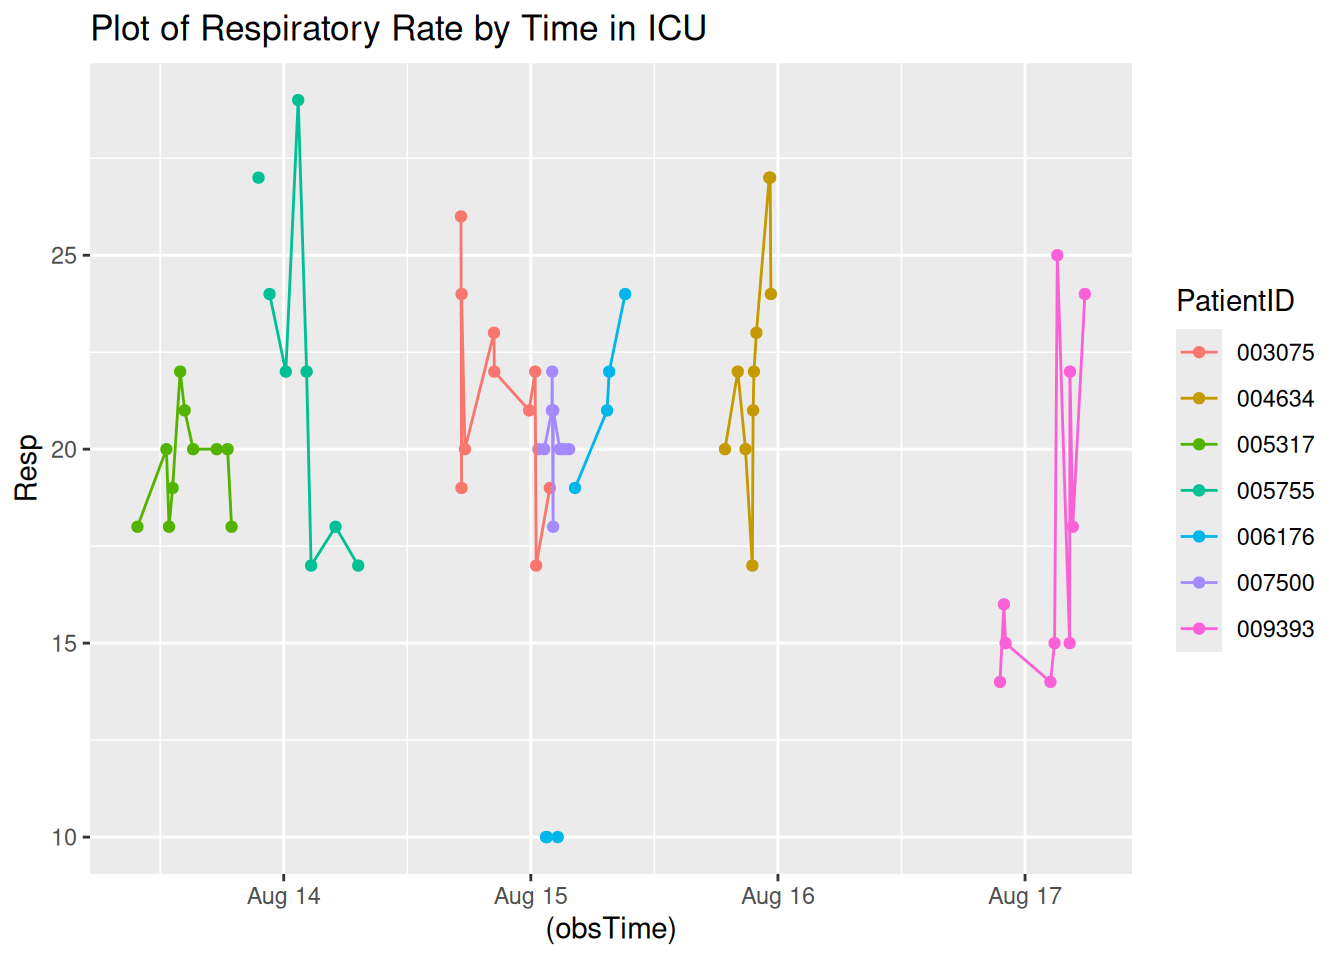 Plot of Respiratory Rate by Time in ICU
Resp
25
20
15
10
Aug 14
Aug 15
Aug 16
Aug 17
(obsTime)
PatientID
003075
004634
005317
005755
006176
007500
009393